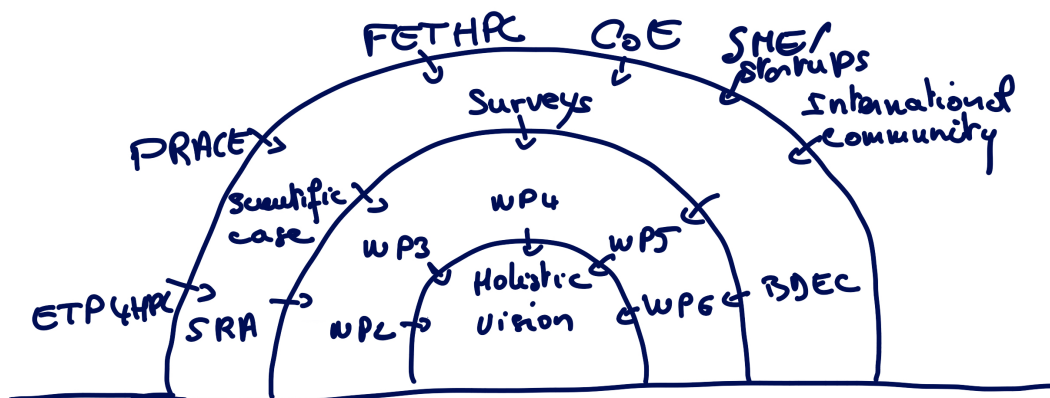 FETHPC
CoE
SME/
startups
International
community
PRACE
Surveys
Scientific
case
WP4
WP3
WP5
Holistic
vision
ETP4HPC
SRA
WP2
WP6
BDEC